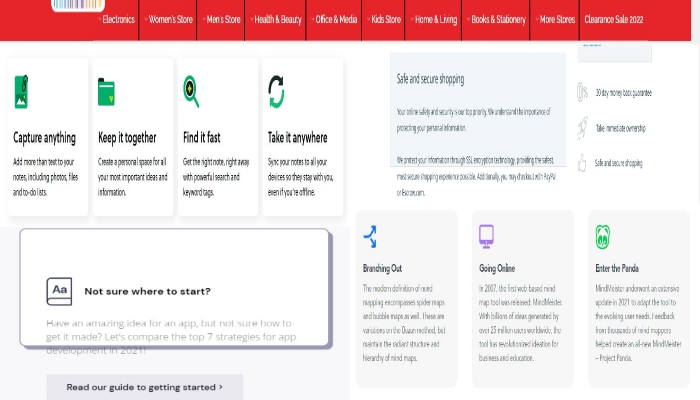 Electronics
Women's Store
Men's Store
Health & Beauty
Office & Media
Kids Store
Home & Living
Books & Stationery
More Stores
Clearance Sale 2022
Capture anything
Add more than text to your
notes, including photos, files
and to-do lists.
Keep it together
Create a personal space for all
your most important ideas and
information.
Find it fast
Get the right note, right away
with powerful search and
keyword tags.
Take it anywhere
Sync your notes to all your
devices so they stay with you,
even if you're offline.
Safe and secure shopping
Your online safety and security is our top priority. We understand the importance of
protecting your personal information.
We protect your information through SSL encryption technology, providing the safest,
most secure shopping experience possible. Additionally, you may checkout with PayPal
or Escrow.com.
30-day money back guarantee
Take immediate ownership
Safe and secure shopping
Aa
Not sure where to start?
Have an amazing idea for an app, but not sure how to
get it made? Let's compare the top 7 strategies for app
development in 2021!
Read our guide to getting started >
Branching Out
The modern definition of mind
mapping encompasses spider maps
and bubble maps as well. These are
variations on the Buzan method, but
maintain the radiant structure and
hierarchy of mind maps.
Going Online
In 2007, the first web-based mind
map tool was released: MindMeister.
With billions of ideas generated by
over 25 million users worldwide, the
tool has revolutionized ideation for
business and education.
Enter the Panda
MindMeister underwent an extensive
update in 2021 to adapt the tool to
the evolving user needs. Feedback
from thousands of mind mappers
helped create an all-new MindMeister
– Project Panda.